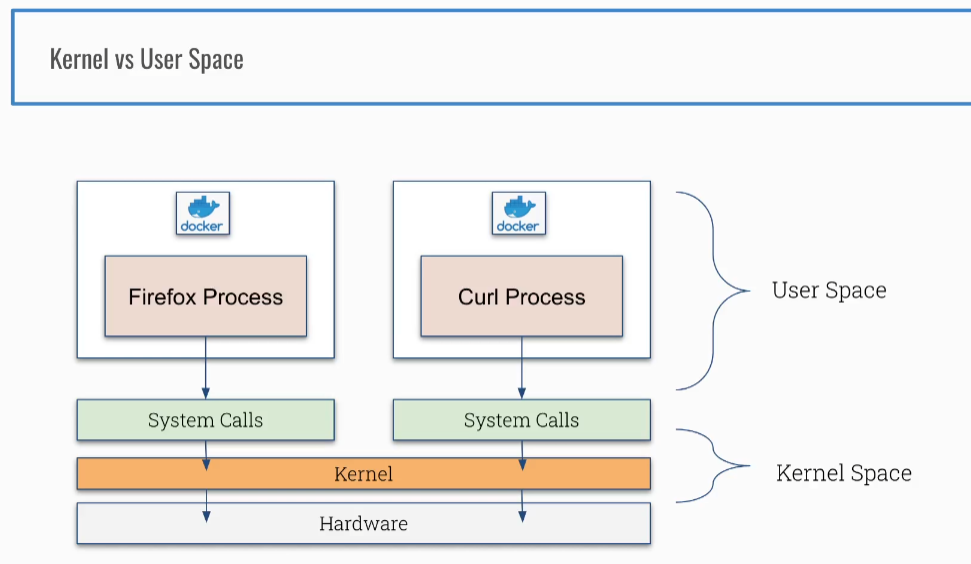 Kernel vs User Space
docker
docker
Firefox Process
Curl Process
User Space
System Calls
System Calls
Kernel
Kernel Space
Hardware